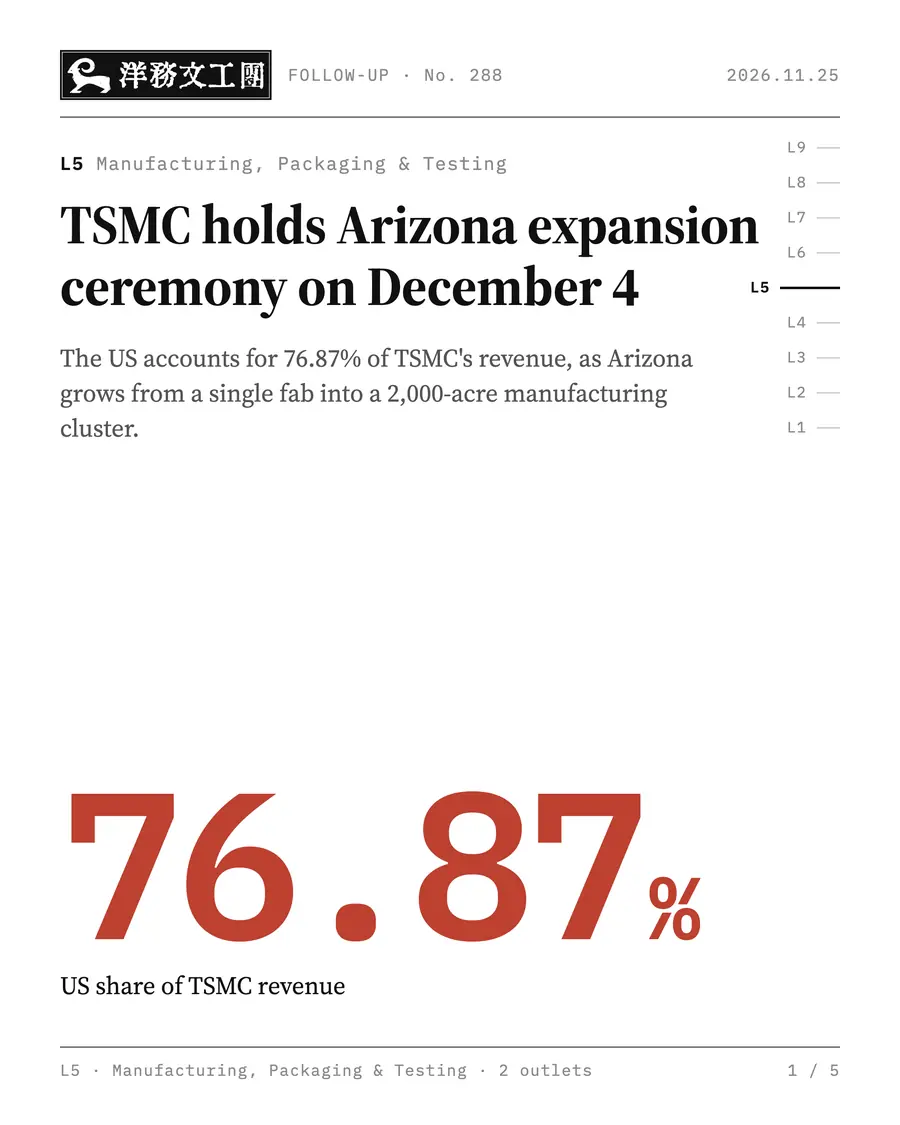 洋務文工團 FOLLOW-UP · No. 288 2026.11.25
L5 Manufacturing, Packaging & Testing
TSMC holds Arizona expansion
ceremony on December 4
The US accounts for 76.87% of TSMC's revenue, as Arizona
grows from a single fab into a 2,000-acre manufacturing
cluster.
L9
L8
L7
L6
L5
L4
L3
L2
L1
76.87%
US share of TSMC revenue
L5 · Manufacturing, Packaging & Testing · 2 outlets 1 / 5